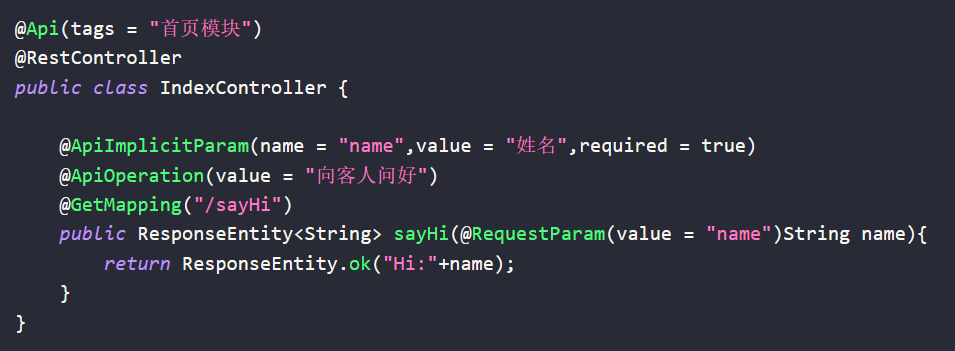 @Api(tags = "首页模块")
@RestController
public class IndexController {
@ApiImplicitParam(name = "name",value = "姓名",required = true)
@ApiOperation(value = "向客人问好")
@GetMapping("/sayHi")
public ResponseEntity<String> sayHi(@RequestParam(value = "name")String name){
return ResponseEntity.ok("Hi:"+name);
}
}